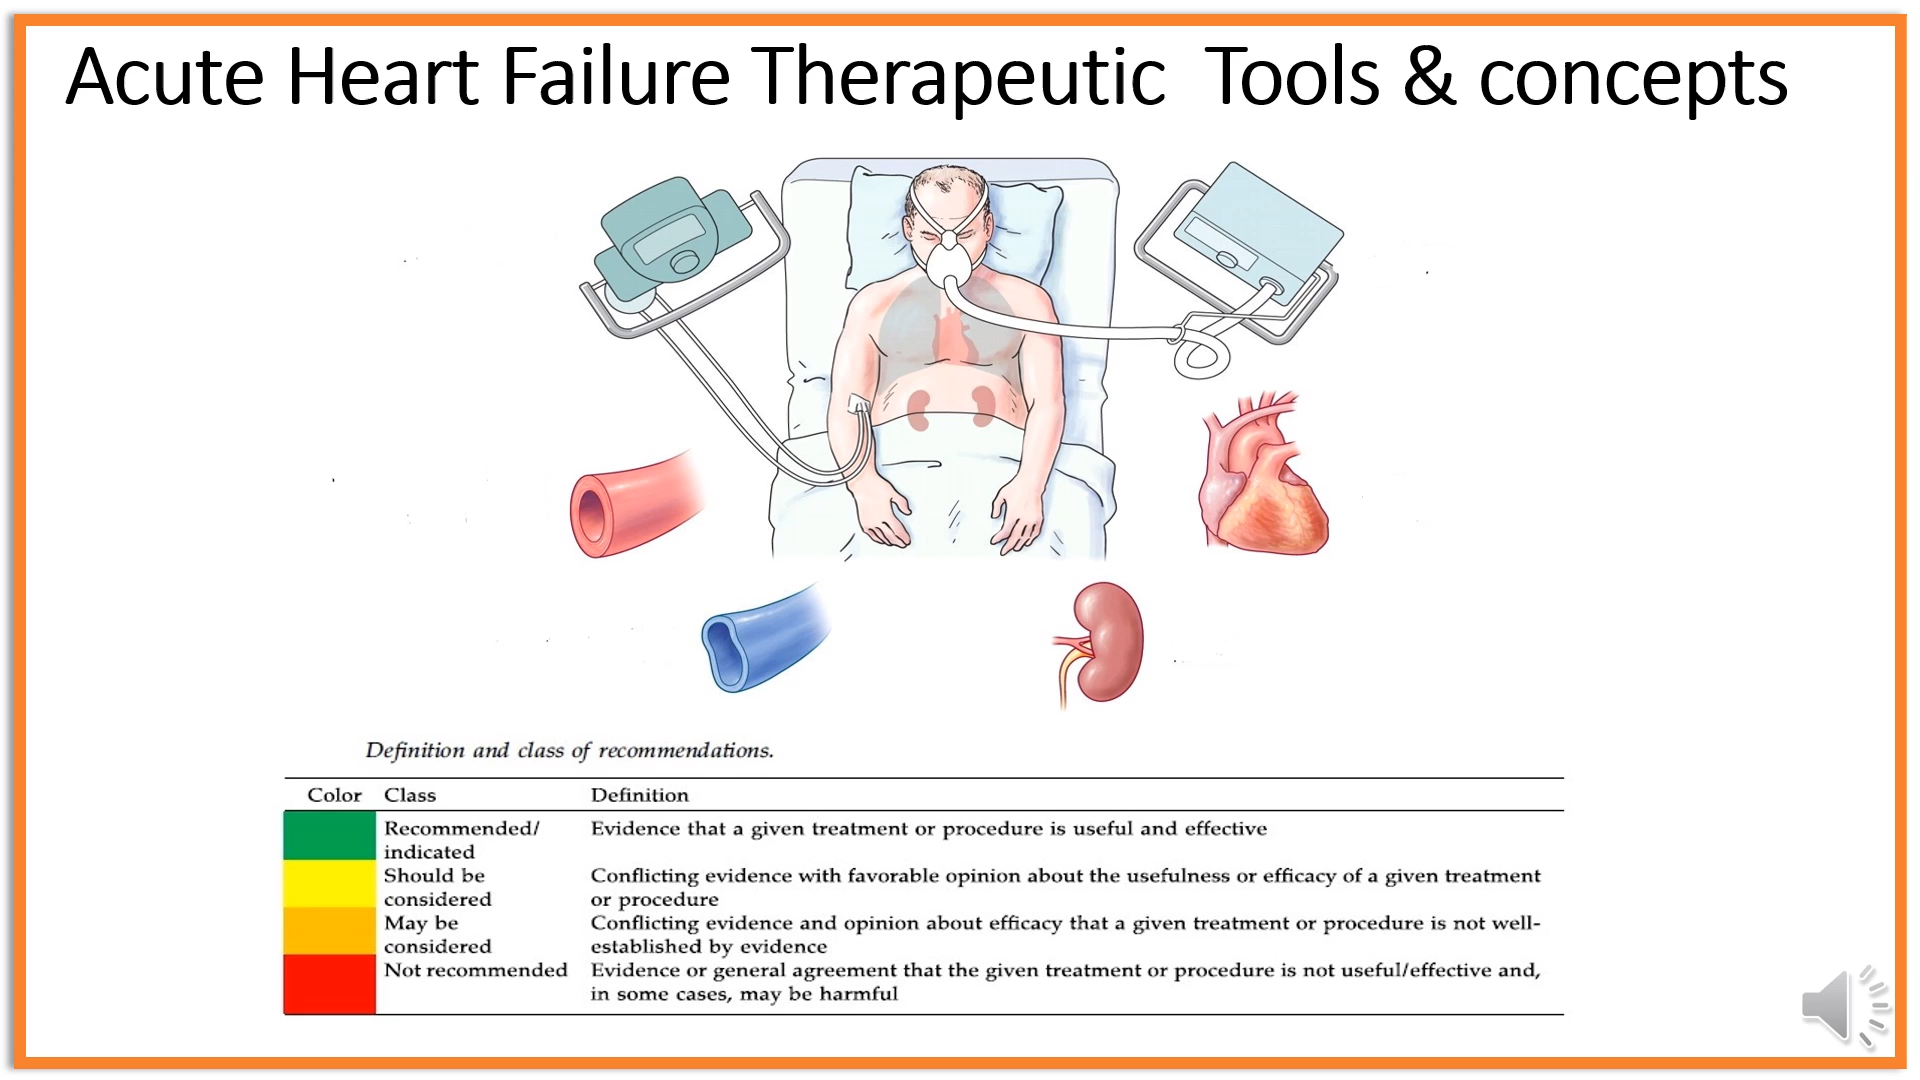 Acute Heart Failure Therapeutic  Tools & concepts
Definition and class of recommendations.
Color Class Definition
Recommended/ Evidence that a given treatment or procedure is useful and effective
indicated
Should be Conflicting evidence with favorable opinion about the usefulness or efficacy of a given treatment
considered or procedure
May be Conflicting evidence and opinion about efficacy that a given treatment or procedure is not well-
considered established by evidence
Not recommended Evidence or general agreement that the given treatment or procedure is not useful/effective and,
in some cases, may be harmful